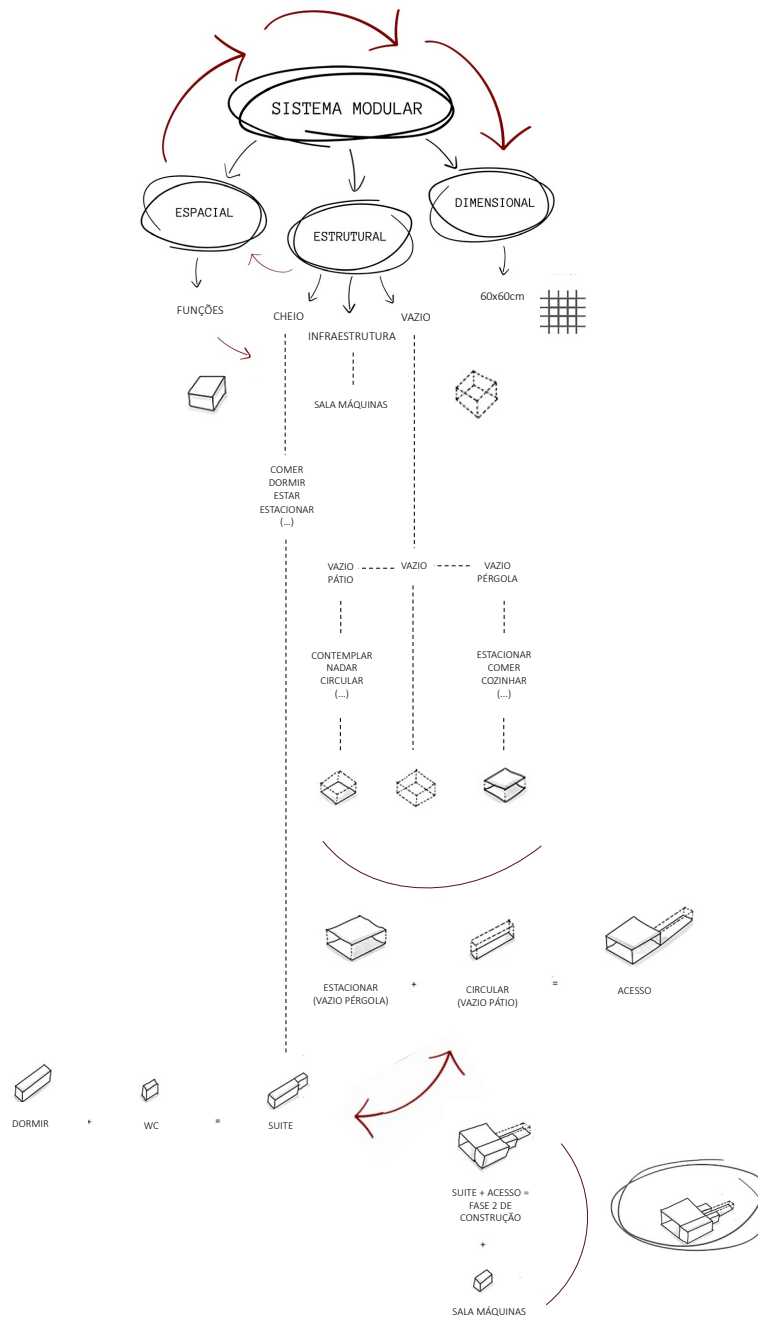 SISTEMA MODULAR
ESPACIAL
ESTRUTURAL
DIMENSIONAL
FUNÇÕES
CHEIO
INFRAESTRUTURA
VAZIO
60x60cm
SALA MÁQUINAS
COMER
DORMIR
ESTAR
ESTACIONAR
(...)
VAZIO
PÁTIO
VAZIO
VAZIO
PÉRGOLA
CONTEMPLAR
NADAR
CIRCULAR
(...)
ESTACIONAR
COMER
COZINHAR
(...)
ESTACIONAR
(VAZIO PÉRGOLA)
+
CIRCULAR
(VAZIO PÁTIO)
=
ACESSO
DORMIR
+
WC
=
SUITE
SUITE + ACESSO =
FASE 2 DE
CONSTRUÇÃO
+
SALA MÁQUINAS